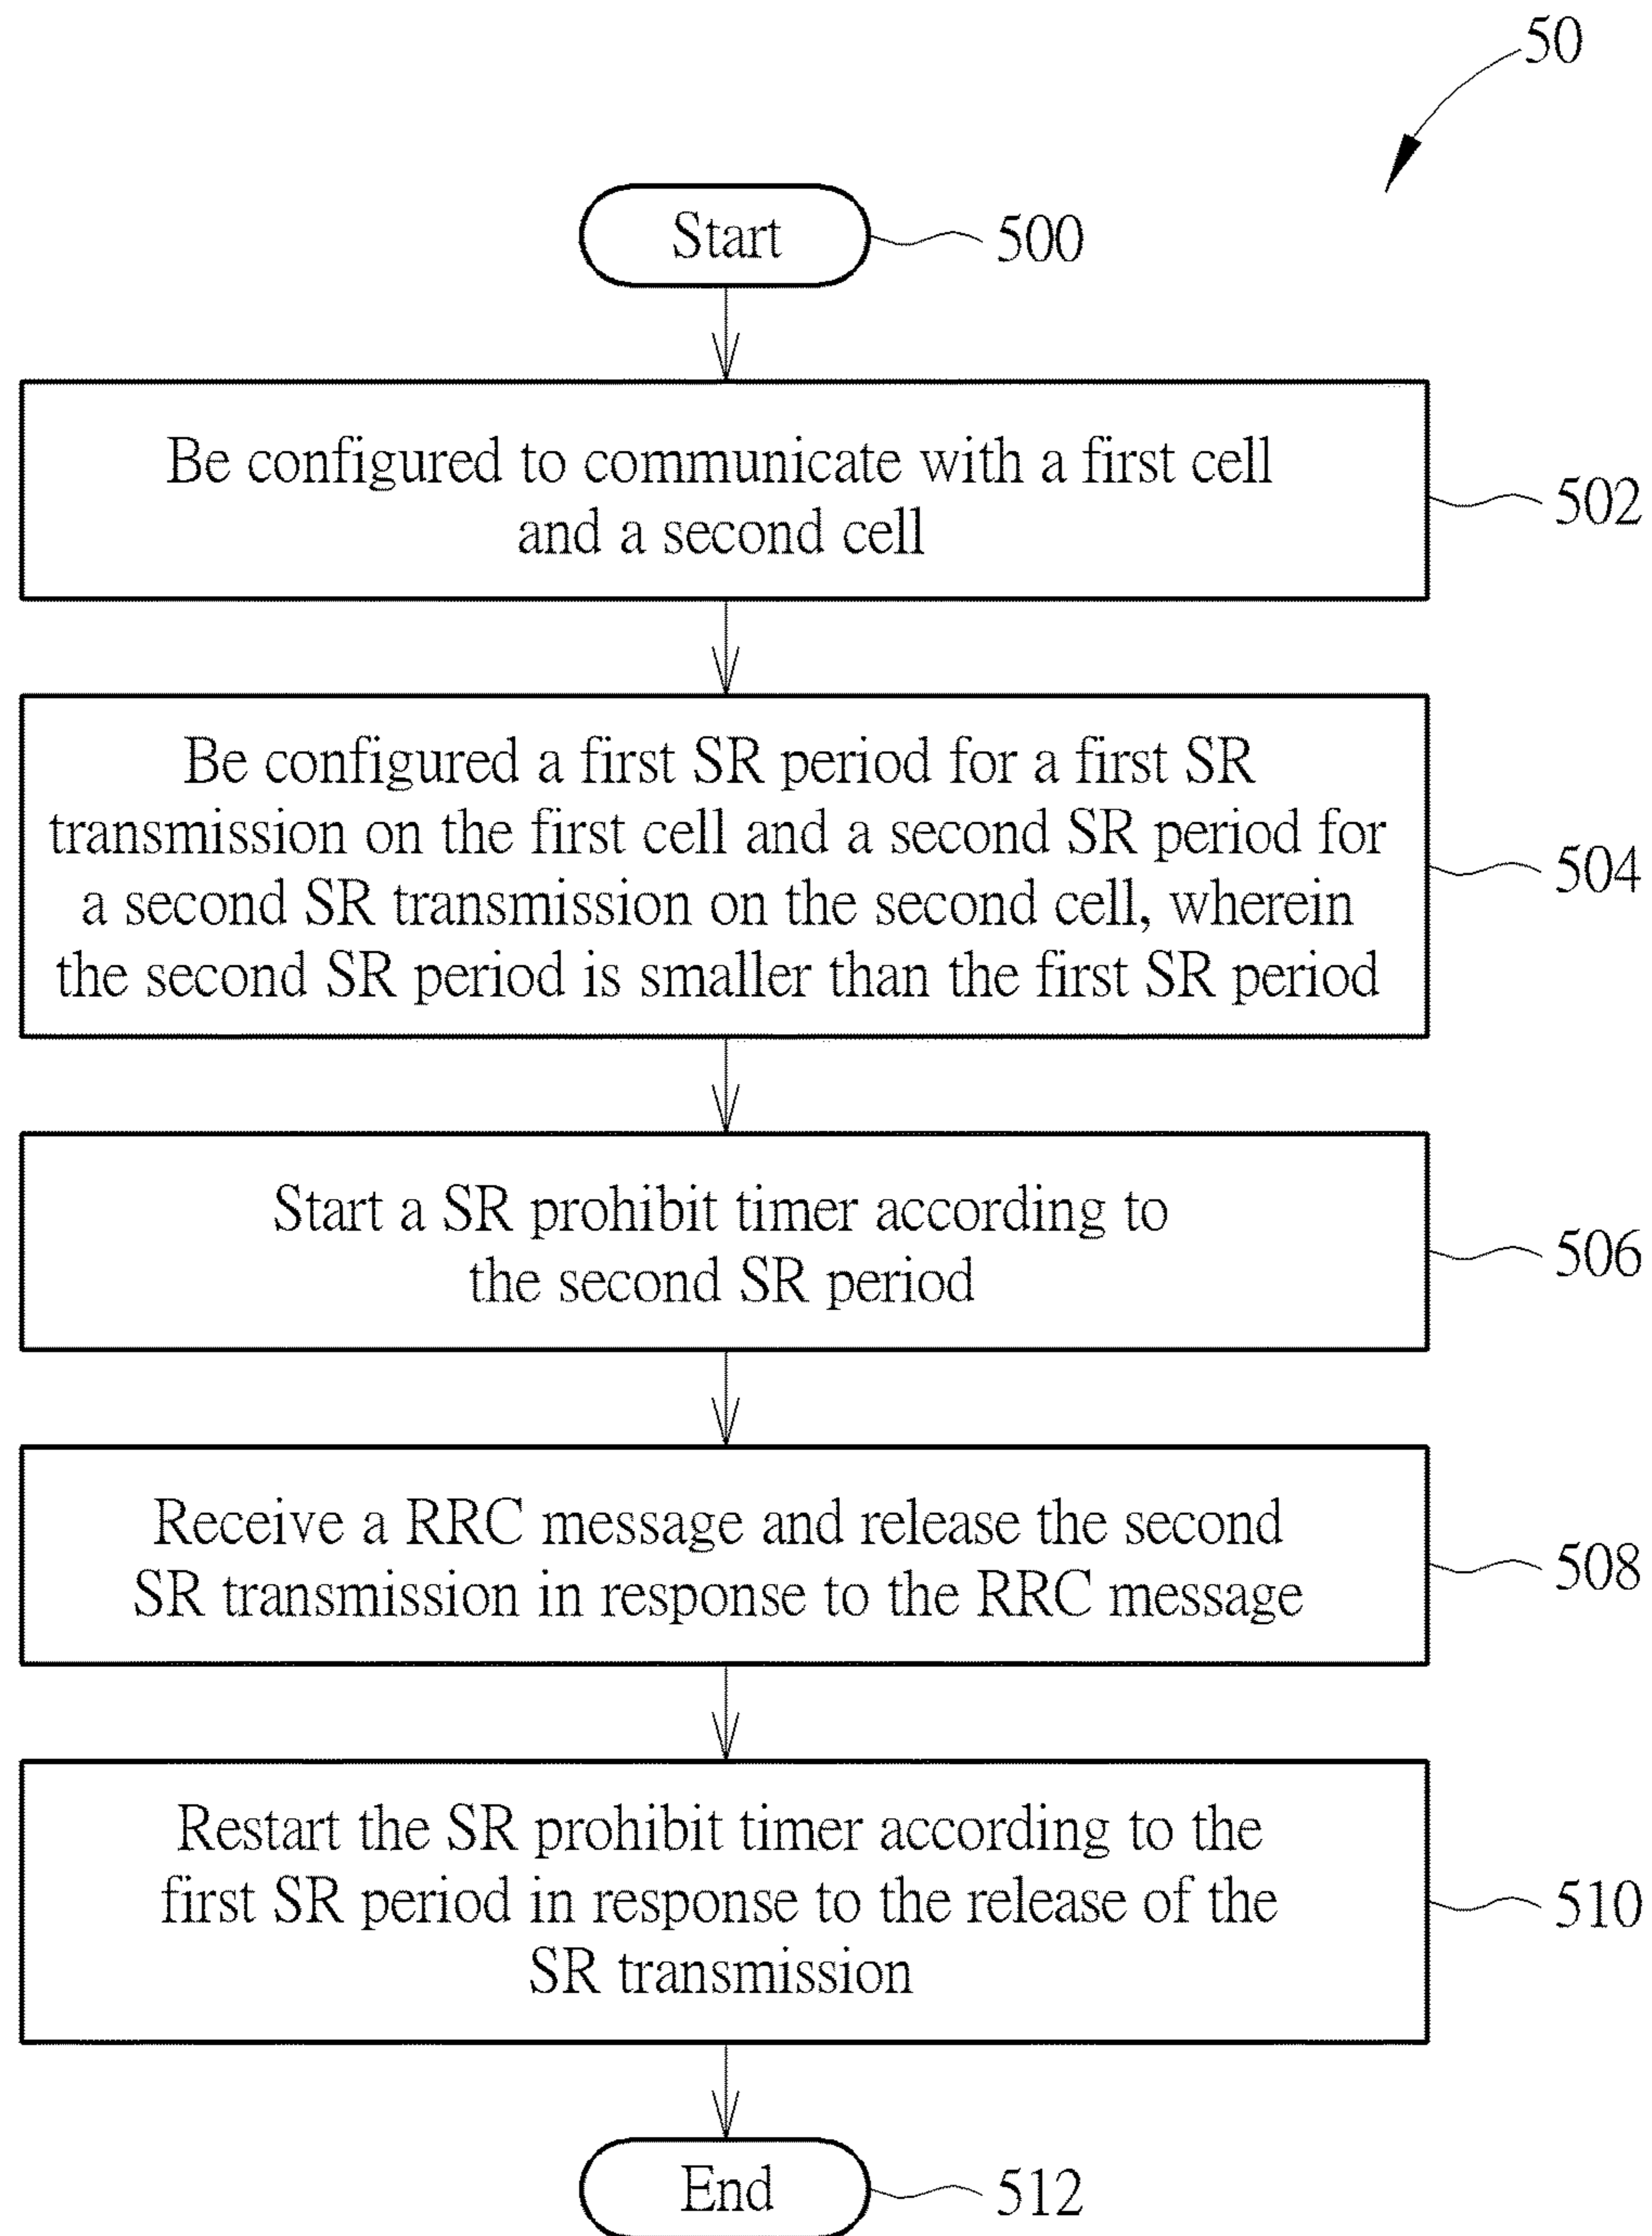 50
Start
500
Be configured to communicate with a first cell
and a second cell
502
Be configured a first SR period for a first SR
transmission on the first cell and a second SR period for
a second SR transmission on the second cell, wherein
the second SR period is smaller than the first SR period
504
Start a SR prohibit timer according to
the second SR period
506
Receive a RRC message and release the second
SR transmission in response to the RRC message
508
Restart the SR prohibit timer according to the
first SR period in response to the release of the
SR transmission
510
End
512